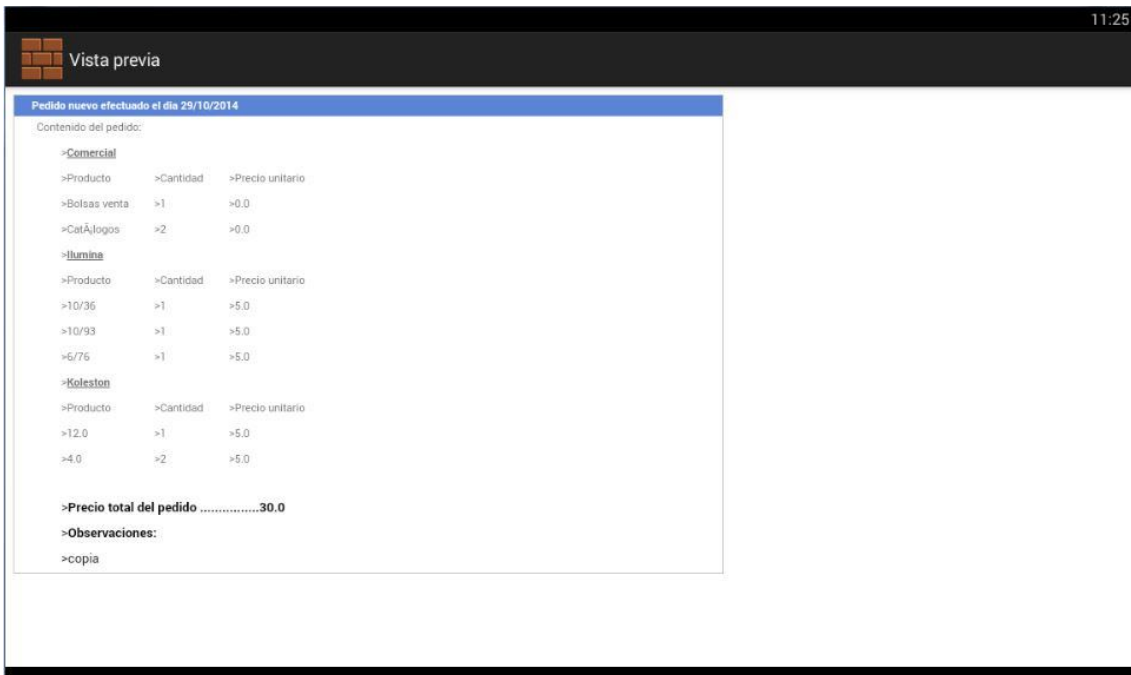 11:25
Vista previa
Pedido nuevo efectuado el dia 29/10/2014
Contenido del pedido:
>Comercial
>Producto >Cantidad >Precio unitario
>Bolsas venta >1 >0.0
>CatÃ¡logos >2 >0.0
>Ilumina
>Producto >Cantidad >Precio unitario
>10/36 >1 >5.0
>10/93 >1 >5.0
>6/76 >1 >5.0
>Koleston
>Producto >Cantidad >Precio unitario
>12.0 >1 >5.0
>4.0 >2 >5.0
>Precio total del pedido ................30.0
>Observaciones:
>copia